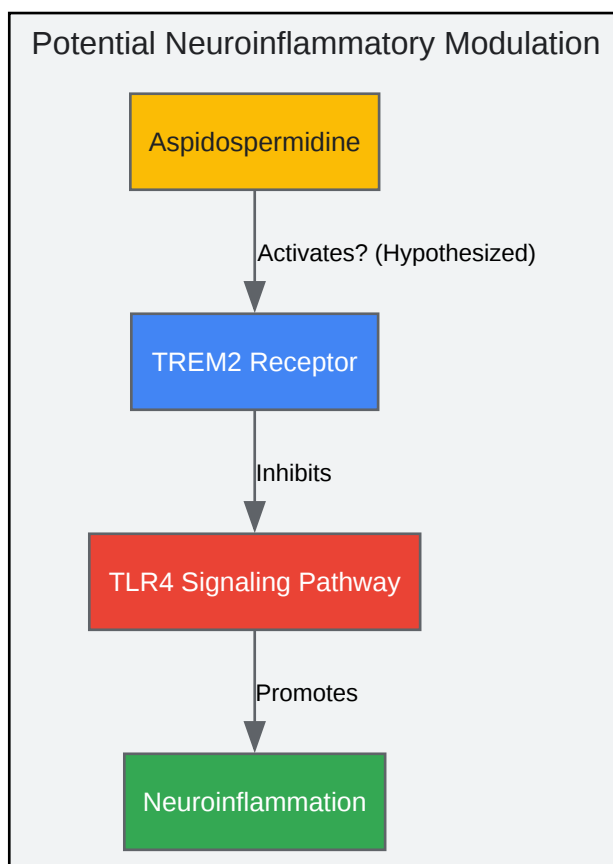 Potential Neuroinflammatory Modulation
Aspidospermidine
Activates? (Hypothesized)
TREM2 Receptor
Inhibits
TLR4 Signaling Pathway
Promotes
Neuroinflammation